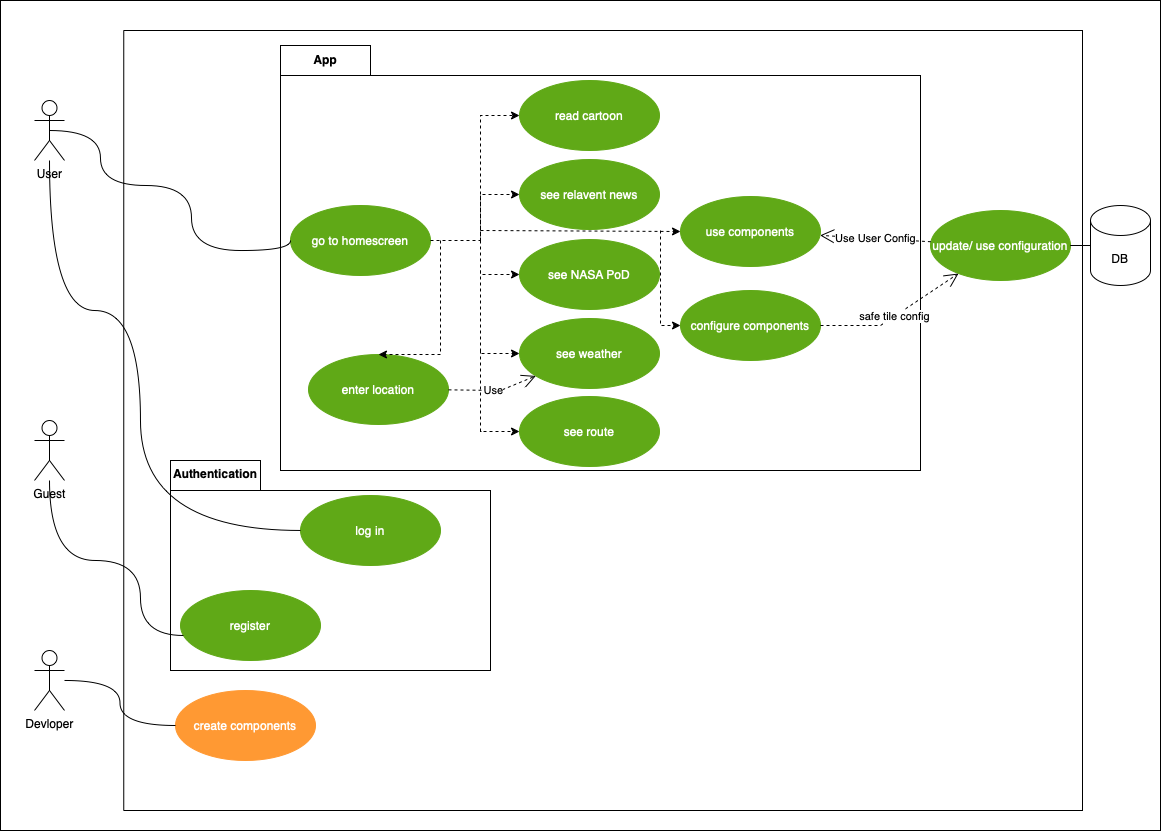 App
read cartoon
User
see relavent news
go to homescreen
use components
Use User Config.
update/ use configuration
DB
see NASA PoD
safe tile config
configure components
see weather
enter location
Use
see route
Authentication
Guest
log in
register
Devloper
create components